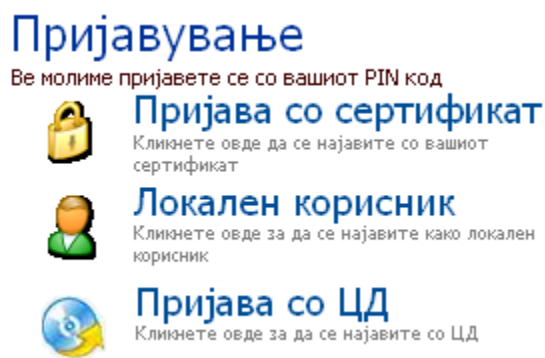 Пријавување
Ве молиме пријавете се со вашиот PIN код
Пријава со сертификат
Кликнете овде да се најавите со вашиот
сертификат
Локален корисник
Кликнете овде за да се најавите како локален
корисник
Пријава со ЦД
Кликнете овде за да се најавите со ЦД